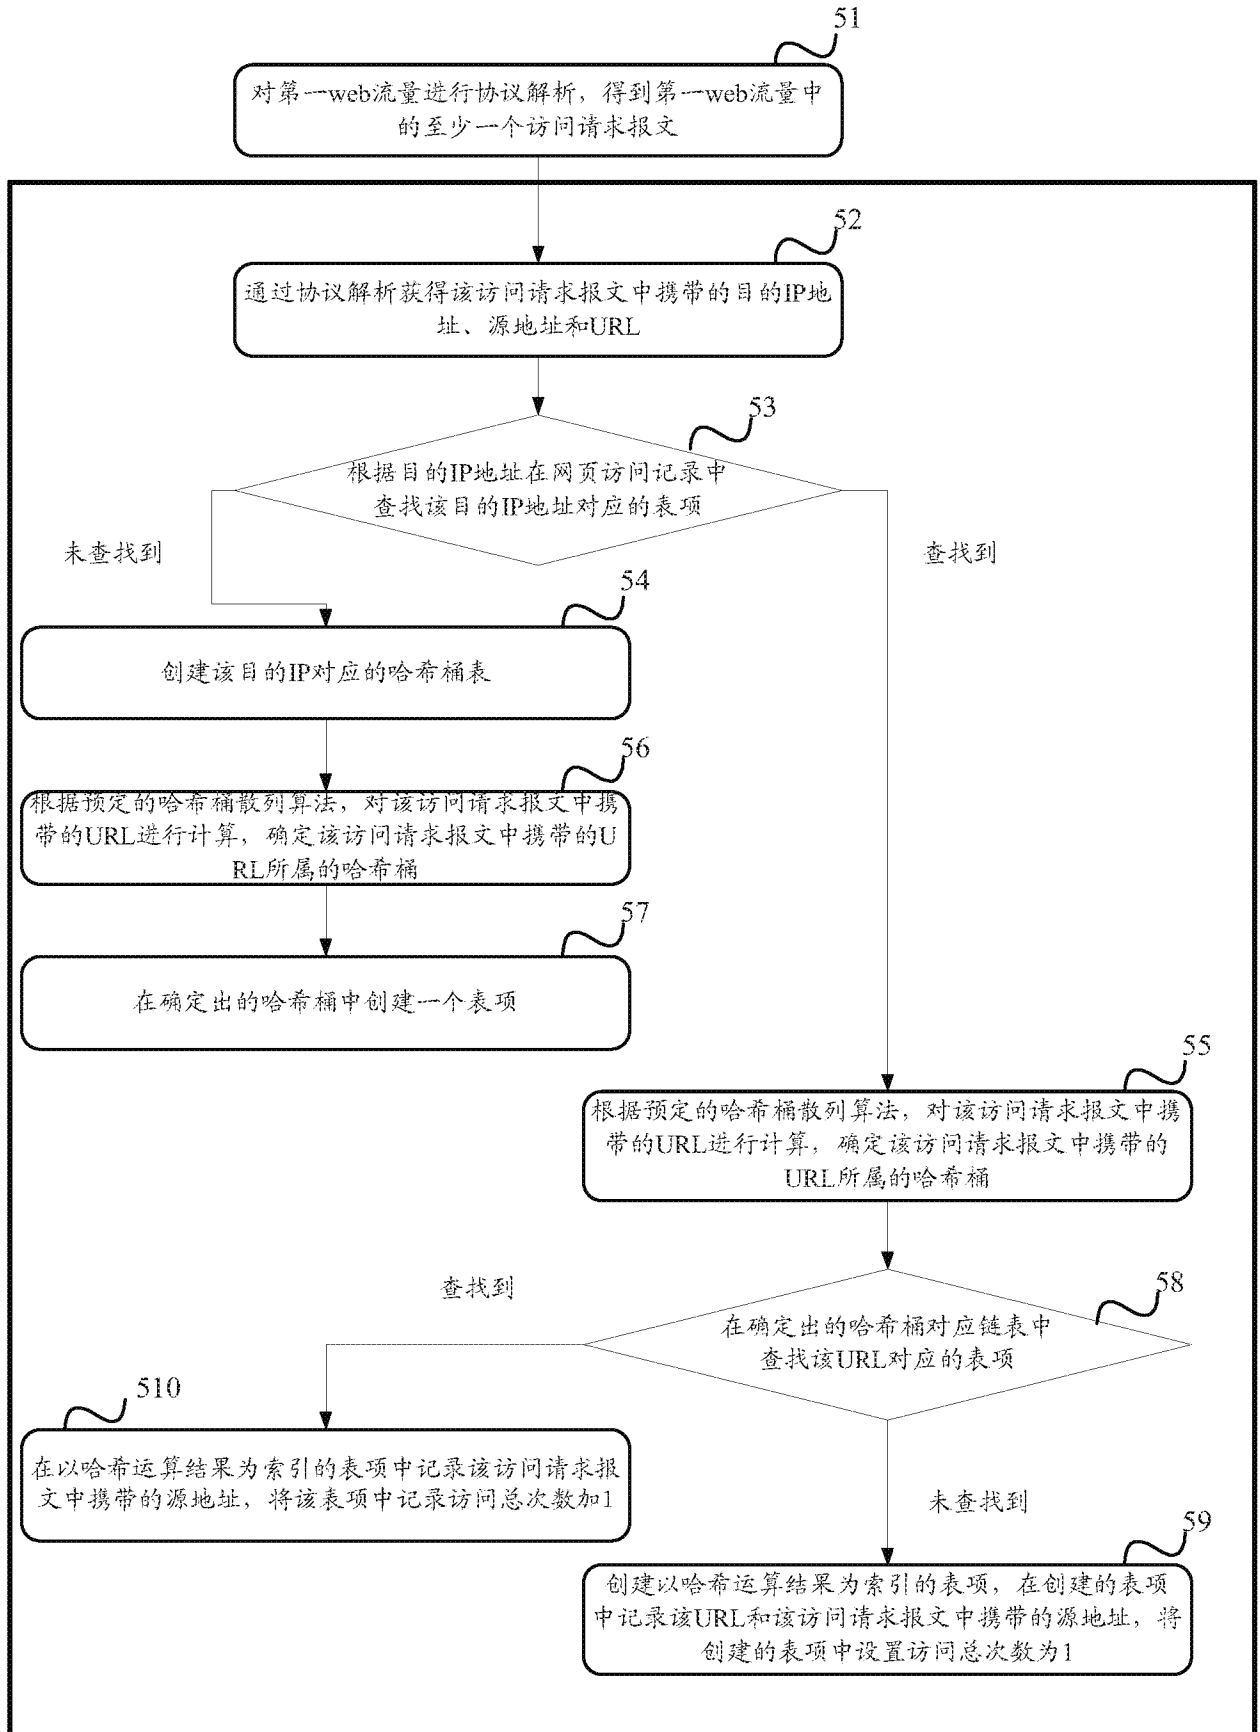 51
对第一web流量进行协议解析，得到第一web流量中
的至少一个访问请求报文
52
通过协议解析获得该访问请求报文中携带的目的IP地
址、源地址和URL
53
根据目的IP地址在网页访问记录中
查找该目的IP地址对应的表项
未查找到
查找到
54
创建该目的IP对应的哈希桶表
56
根据预定的哈希桶散列算法，对该访问请求报文中携
带的URL进行计算，确定该访问请求报文中携带的U
RL所属的哈希桶
57
在确定出的哈希桶中创建一个表项
55
根据预定的哈希桶散列算法，对该访问请求报文中携
带的URL进行计算，确定该访问请求报文中携带的
URL所属的哈希桶
查找到
58
在确定出的哈希桶对应链表中
查找该URL对应的表项
510
在以哈希运算结果为索引的表项中记录该访问请求报
文中携带的源地址，将该表项中记录访问总次数加1
未查找到
59
创建以哈希运算结果为索引的表项，在创建的表项
中记录该URL和该访问请求报文中携带的源地址，将
创建的表项中设置访问总次数为1